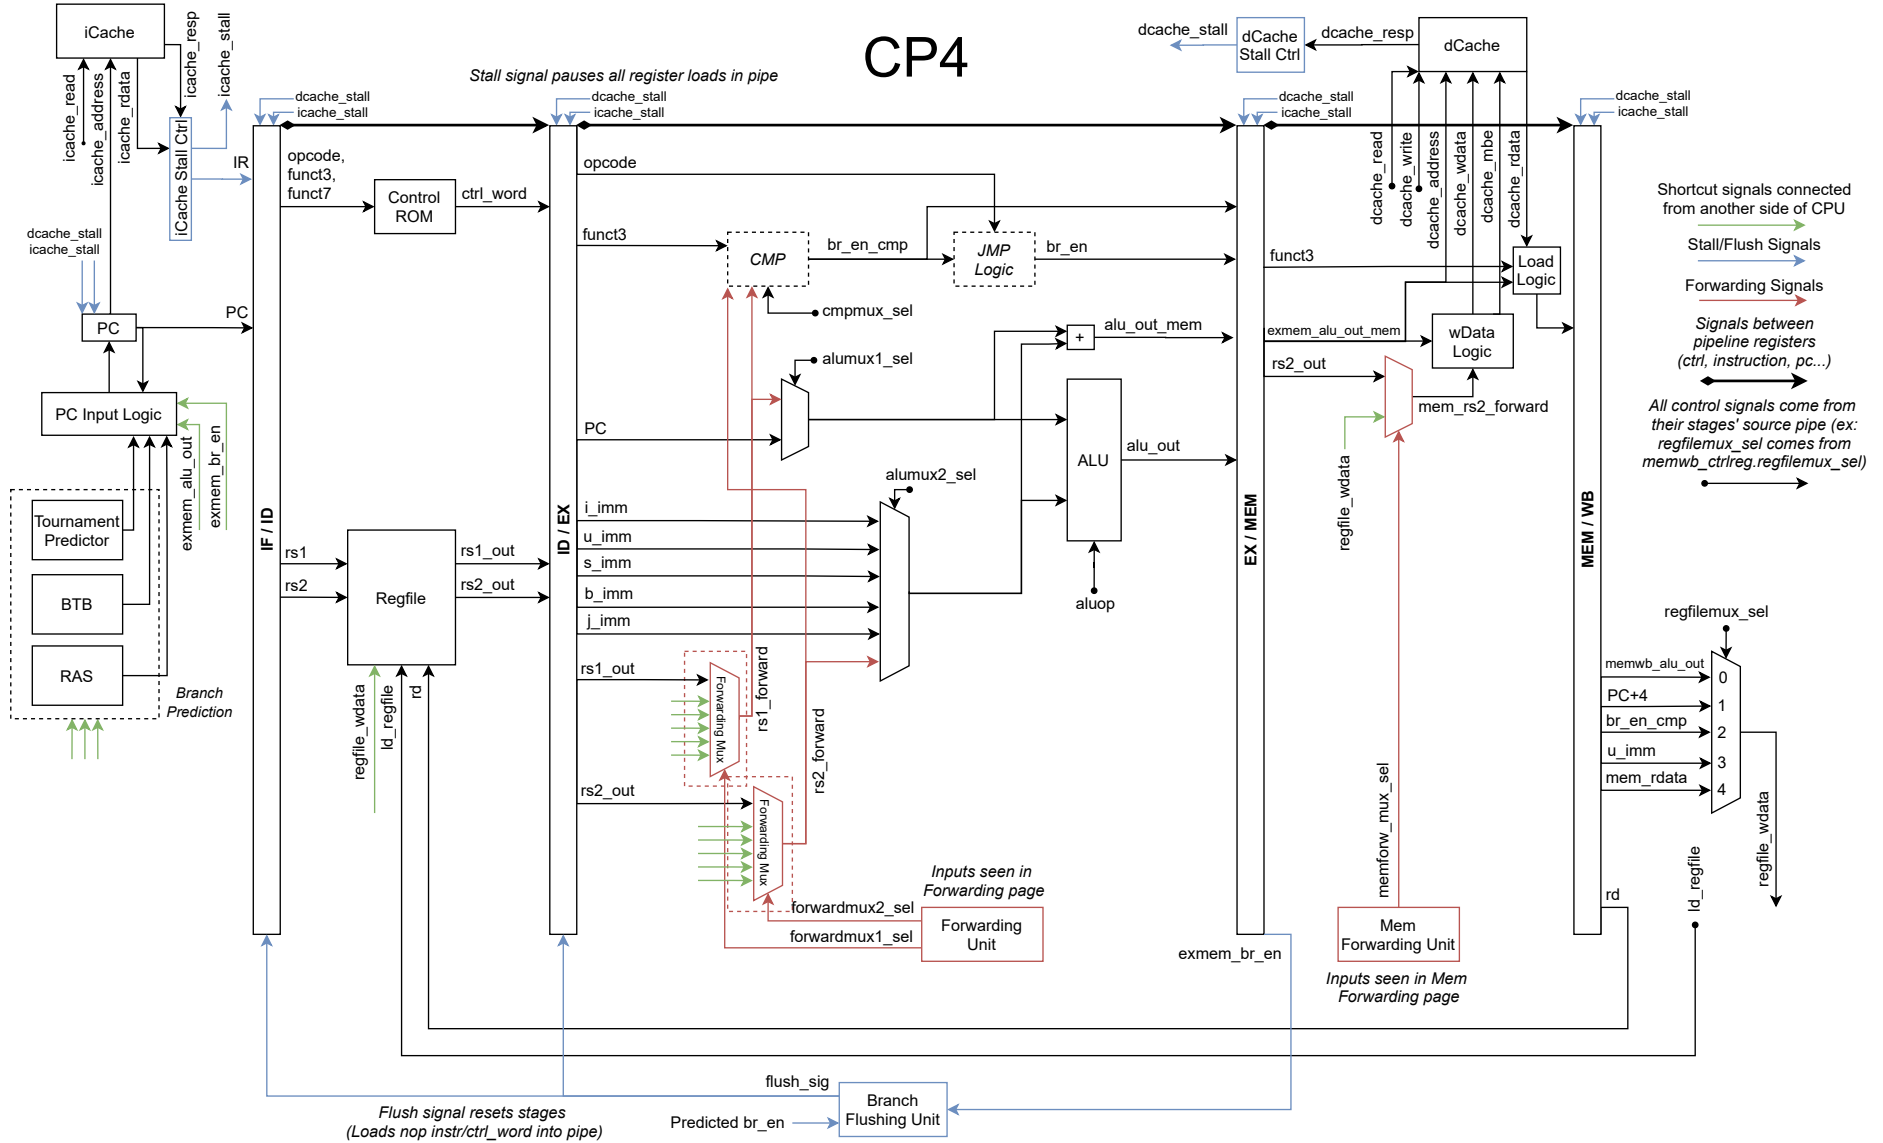 CP4
iCache
icache_resp
icache_stall
icache_read
icache_address
icache_rdata
iCache Stall Ctrl
IR
dcache_stall
icache_stall
PC
PC
PC Input Logic
exmem_alu_out
exmem_br_en
Tournament
Predictor
BTB
RAS
Branch
Prediction
Stall signal pauses all register loads in pipe
dcache_stall
icache_stall
IF / ID
opcode,
funct3,
funct7
Control
ROM
ctrl_word
rs1
rs2
Regfile
rs1_out
rs2_out
regfile_wdata
ld_regfile
rd
dcache_stall
icache_stall
ID / EX
opcode
funct3
CMP
br_en_cmp
JMP
Logic
br_en
cmpmux_sel
alumux1_sel
PC
+
alu_out_mem
ALU
alu_out
aluop
alumux2_sel
i_imm
u_imm
s_imm
b_imm
j_imm
rs1_out
Forwarding Mux
rs1_forward
rs2_out
Forwarding Mux
rs2_forward
forwardmux2_sel
forwardmux1_sel
Inputs seen in
Forwarding page
Forwarding
Unit
dcache_stall
dCache
Stall Ctrl
dcache_resp
dCache
dcache_stall
icache_stall
EX / MEM
dcache_read
dcache_write
dcache_address
dcache_wdata
dcache_mbe
dcache_rdata
funct3
Load
Logic
exmem_alu_out_mem
wData
Logic
rs2_out
mem_rs2_forward
regfile_wdata
memforw_mux_sel
Mem
Forwarding Unit
Inputs seen in Mem
Forwarding page
exmem_br_en
dcache_stall
icache_stall
MEM / WB
regfilemux_sel
memwb_alu_out
PC+4
br_en_cmp
u_imm
mem_rdata
0
1
2
3
4
regfile_wdata
ld_regfile
rd
Shortcut signals connected
from another side of CPU
Stall/Flush Signals
Forwarding Signals
Signals between
pipeline registers
(ctrl, instruction, pc...)
All control signals come from
their stages' source pipe (ex:
regfilemux_sel comes from
memwb_ctrlreg.regfilemux_sel)
flush_sig
Flush signal resets stages
(Loads nop instr/ctrl_word into pipe)
Predicted br_en
Branch
Flushing Unit